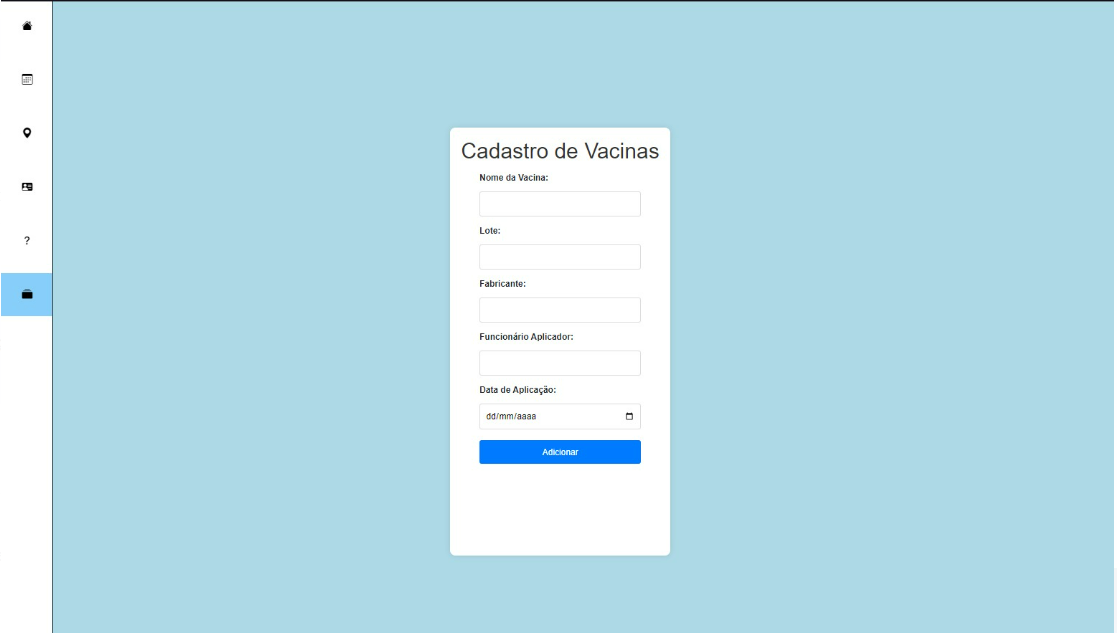 Cadastro de Vacinas
Nome da Vacina:
Lote:
Fabricante:
?
Funcionário Aplicador:
Data de Aplicação:
dd/mm/aaaa
Adicionar